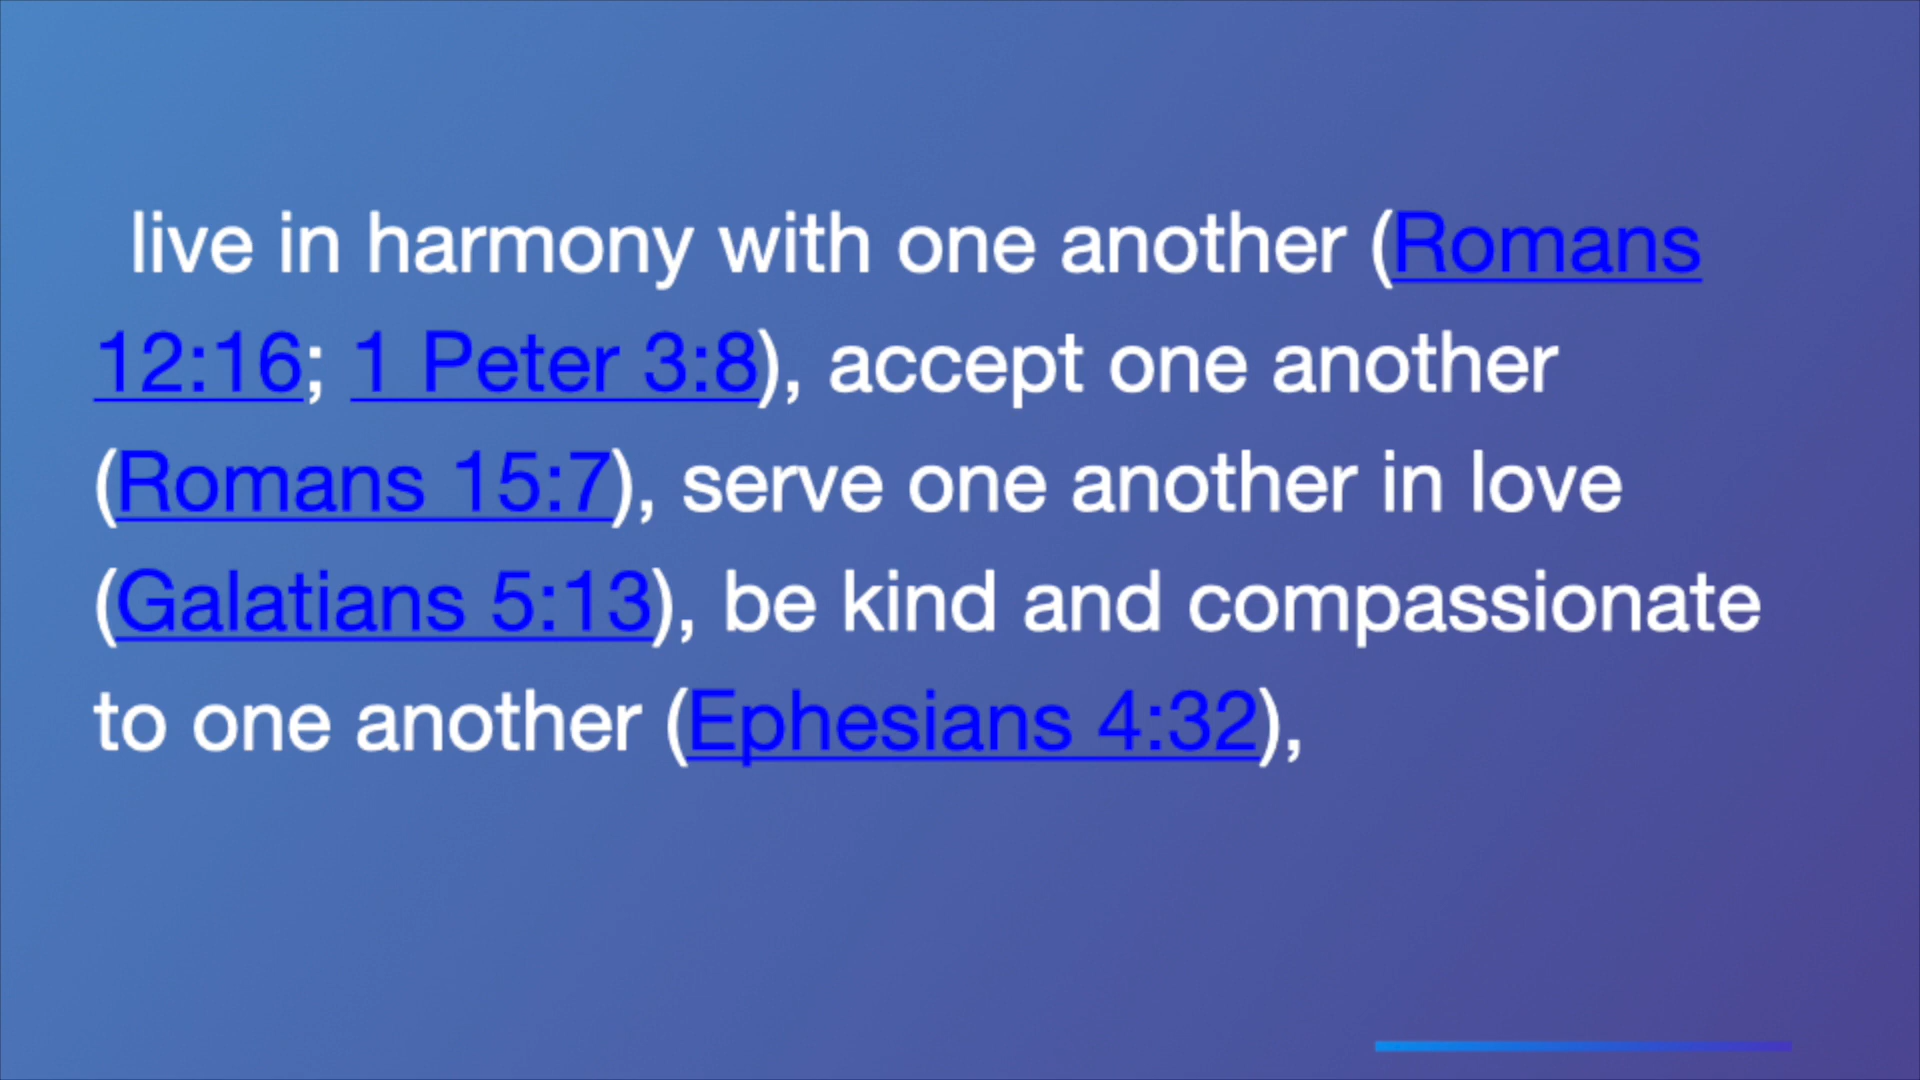 live in harmony with one another (Romans
12:16; 1 Peter 3:8), accept one another
(Romans 15:7), serve one another in love
(Galatians 5:13), be kind and compassionate
to one another (Ephesians 4:32),